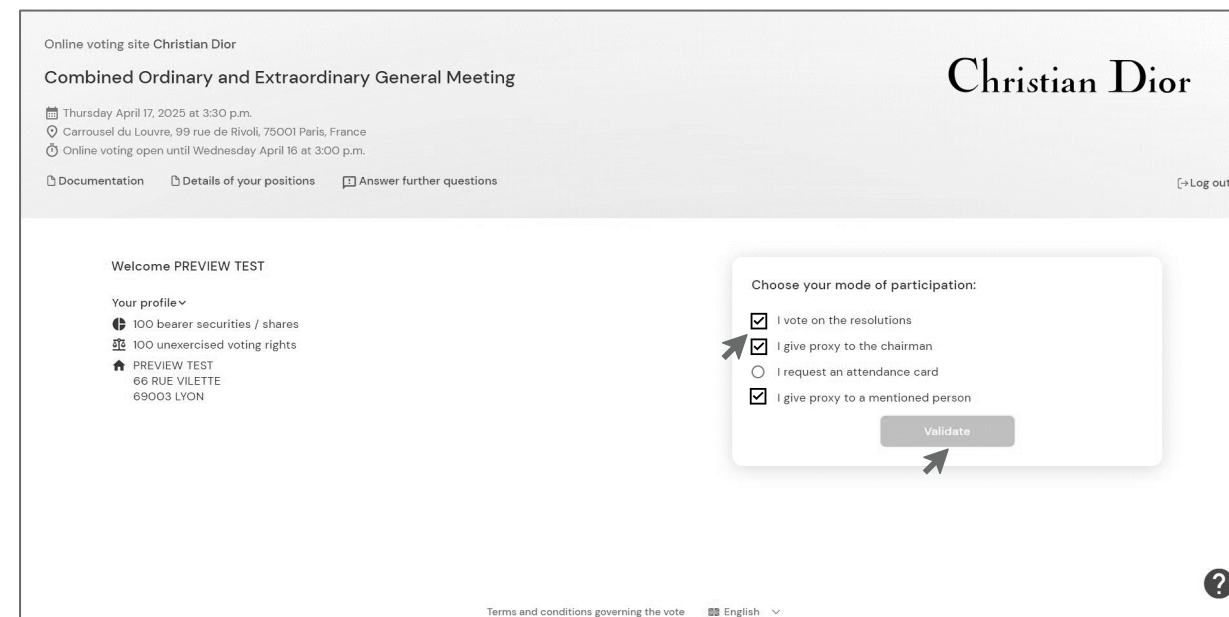 Online voting site Christian Dior
Combined Ordinary and Extraordinary General Meeting
Christian Dior
Thursday April 17, 2025 at 3:30 p.m.
Carrousel du Louvre, 99 rue de Rivoli, 75001 Paris, France
Online voting open until Wednesday April 16 at 3:00 p.m.
Documentation Details of your positions Answer further questions Log out
Welcome PREVIEW TEST
Your profile
100 bearer securities / shares
100 unexercised voting rights
PREVIEW TEST
66 RUE VILETTE
69003 LYON
Choose your mode of participation:
I vote on the resolutions
I give proxy to the chairman
I request an attendance card
I give proxy to a mentioned person
Validate
?
Terms and conditions governing the vote English